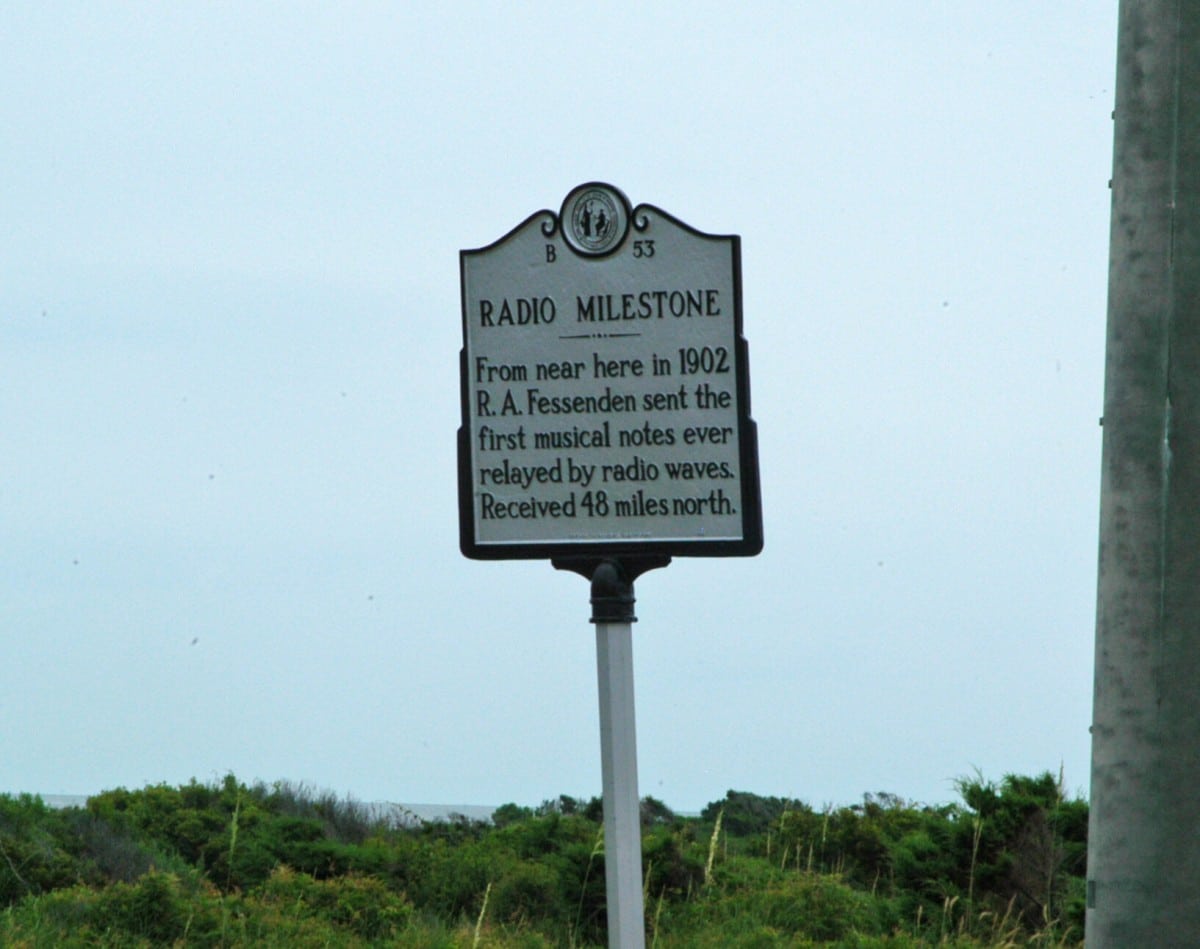 B 53
RADIO MILESTONE
From near here in 1902
R. A. Fessenden sent the
first musical notes ever
relayed by radio waves.
Received 48 miles north.